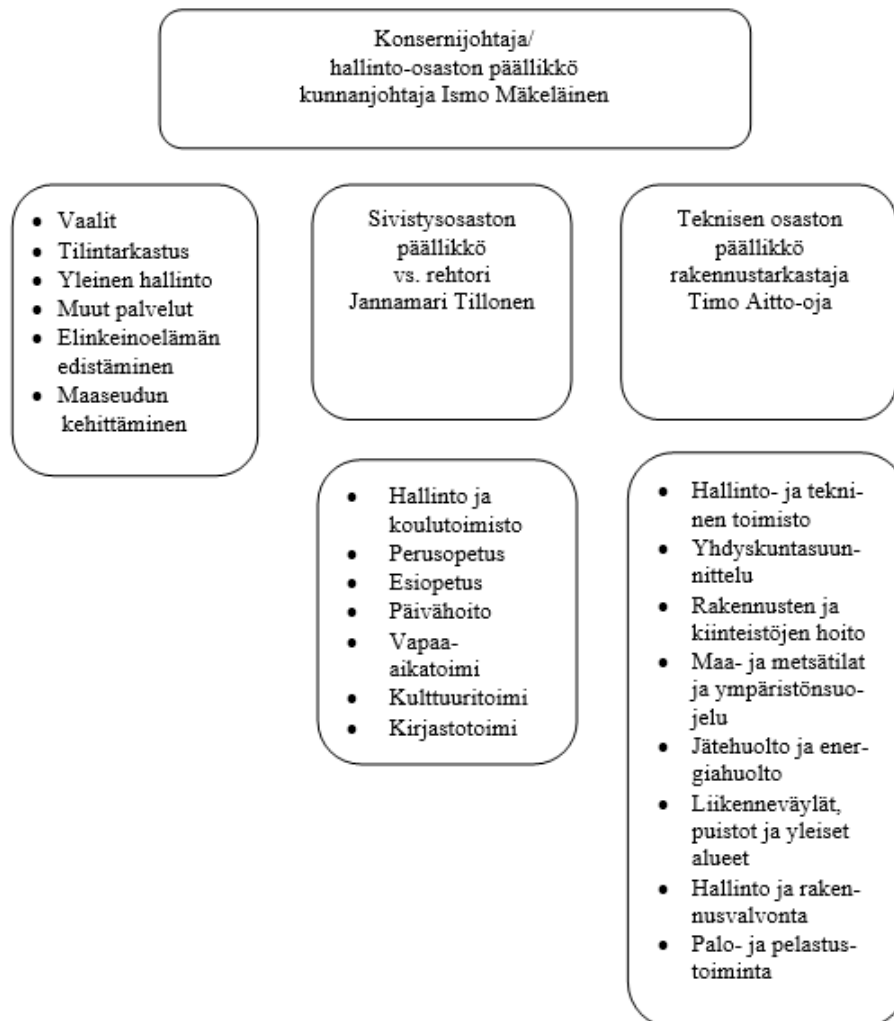 Konsernijohtaja/
hallinto-osaston päällikkö
kunnanjohtaja Ismo Mäkeläinen
• Vaalit
• Tilintarkastus
• Yleinen hallinto
• Muut palvelut
• Elinkeinoelämän
edistäminen
• Maaseudun
kehittäminen
Sivistysosaston
päällikkö
vs. rehtori
Jannamari Tillonen
Teknisen osaston
päällikkö
rakennustarkastaja
Timo Aitto-oja
• Hallinto ja
koulutoimisto
• Perusopetus
• Esiopetus
• Päivähoito
• Vapaa-
aikatoimi
• Kulttuuritoimi
• Kirjastotoimi
• Hallinto- ja tekni-
nen toimisto
• Yhdyskuntasuun-
nittelu
• Rakennusten ja
kiinteistöjen hoito
• Maa- ja metsätilat
ja ympäristönsuo-
jelu
• Jätehuolto ja ener-
giahuolto
• Liikenneväylät,
puistot ja yleiset
alueet
• Hallinto ja raken-
nusvalvonta
• Palo- ja pelastus-
toiminta